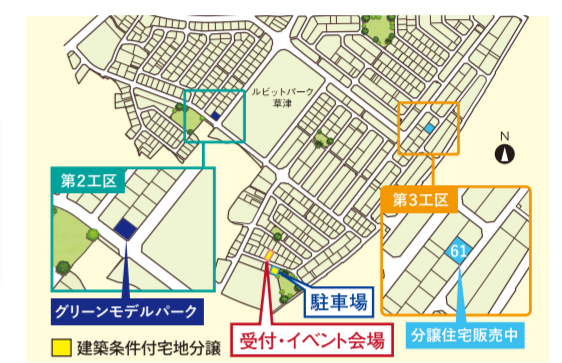 ルビットパーク
草津
N
第2工区
第3工区
61
グリーンモデルパーク
駐車場
建築条件付宅地分譲
受付・イベント会場
分譲住宅販売中